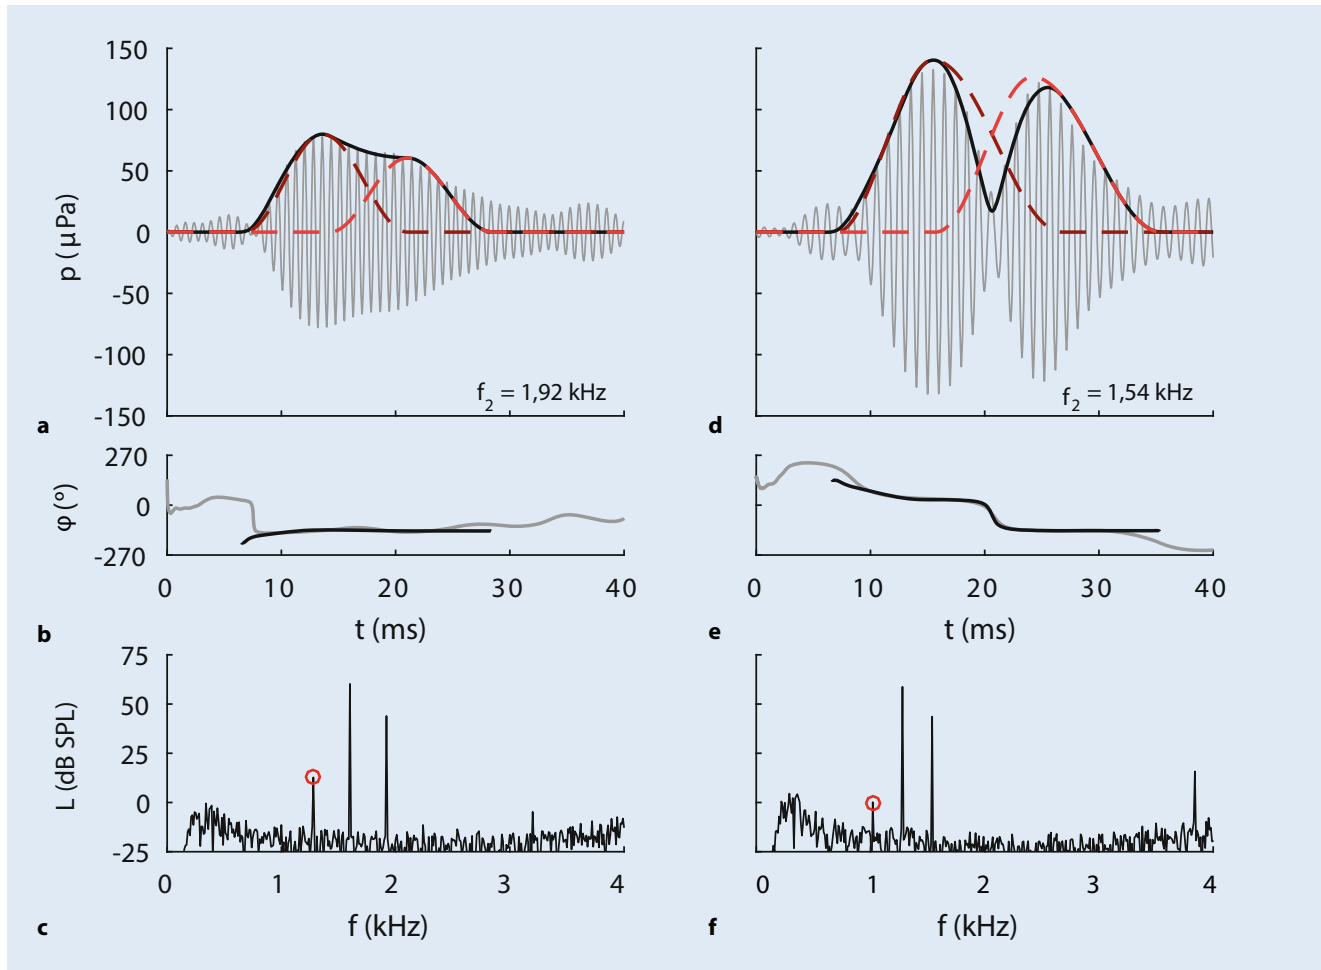 150
100
50
0
-50
-100
-150
p (µPa)
f2 = 1,92 kHz
a
270
0
-270
φ (°)
0 10 20 30 40
t (ms)
b
75
50
25
0
-25
L (dB SPL)
0 1 2 3 4
f (kHz)
c
f2 = 1,54 kHz
d
0 10 20 30 40
t (ms)
e
0 1 2 3 4
f (kHz)
f